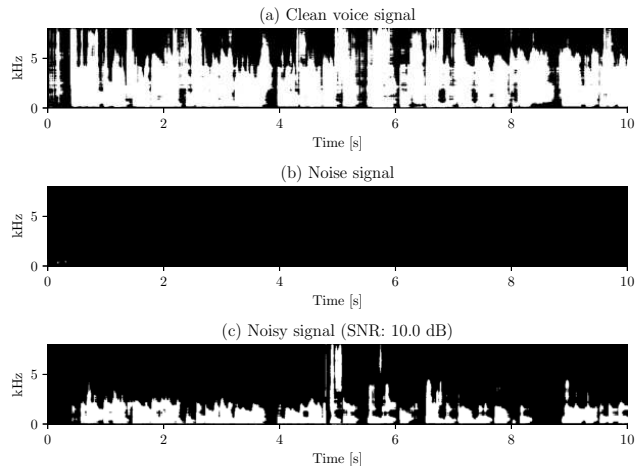 (a) Clean voice signal
kHz
5
0
0 2 4 6 8 10
Time [s]
(b) Noise signal
kHz
5
0
0 2 4 6 8 10
Time [s]
(c) Noisy signal (SNR: 10.0 dB)
kHz
5
0
0 2 4 6 8 10
Time [s]